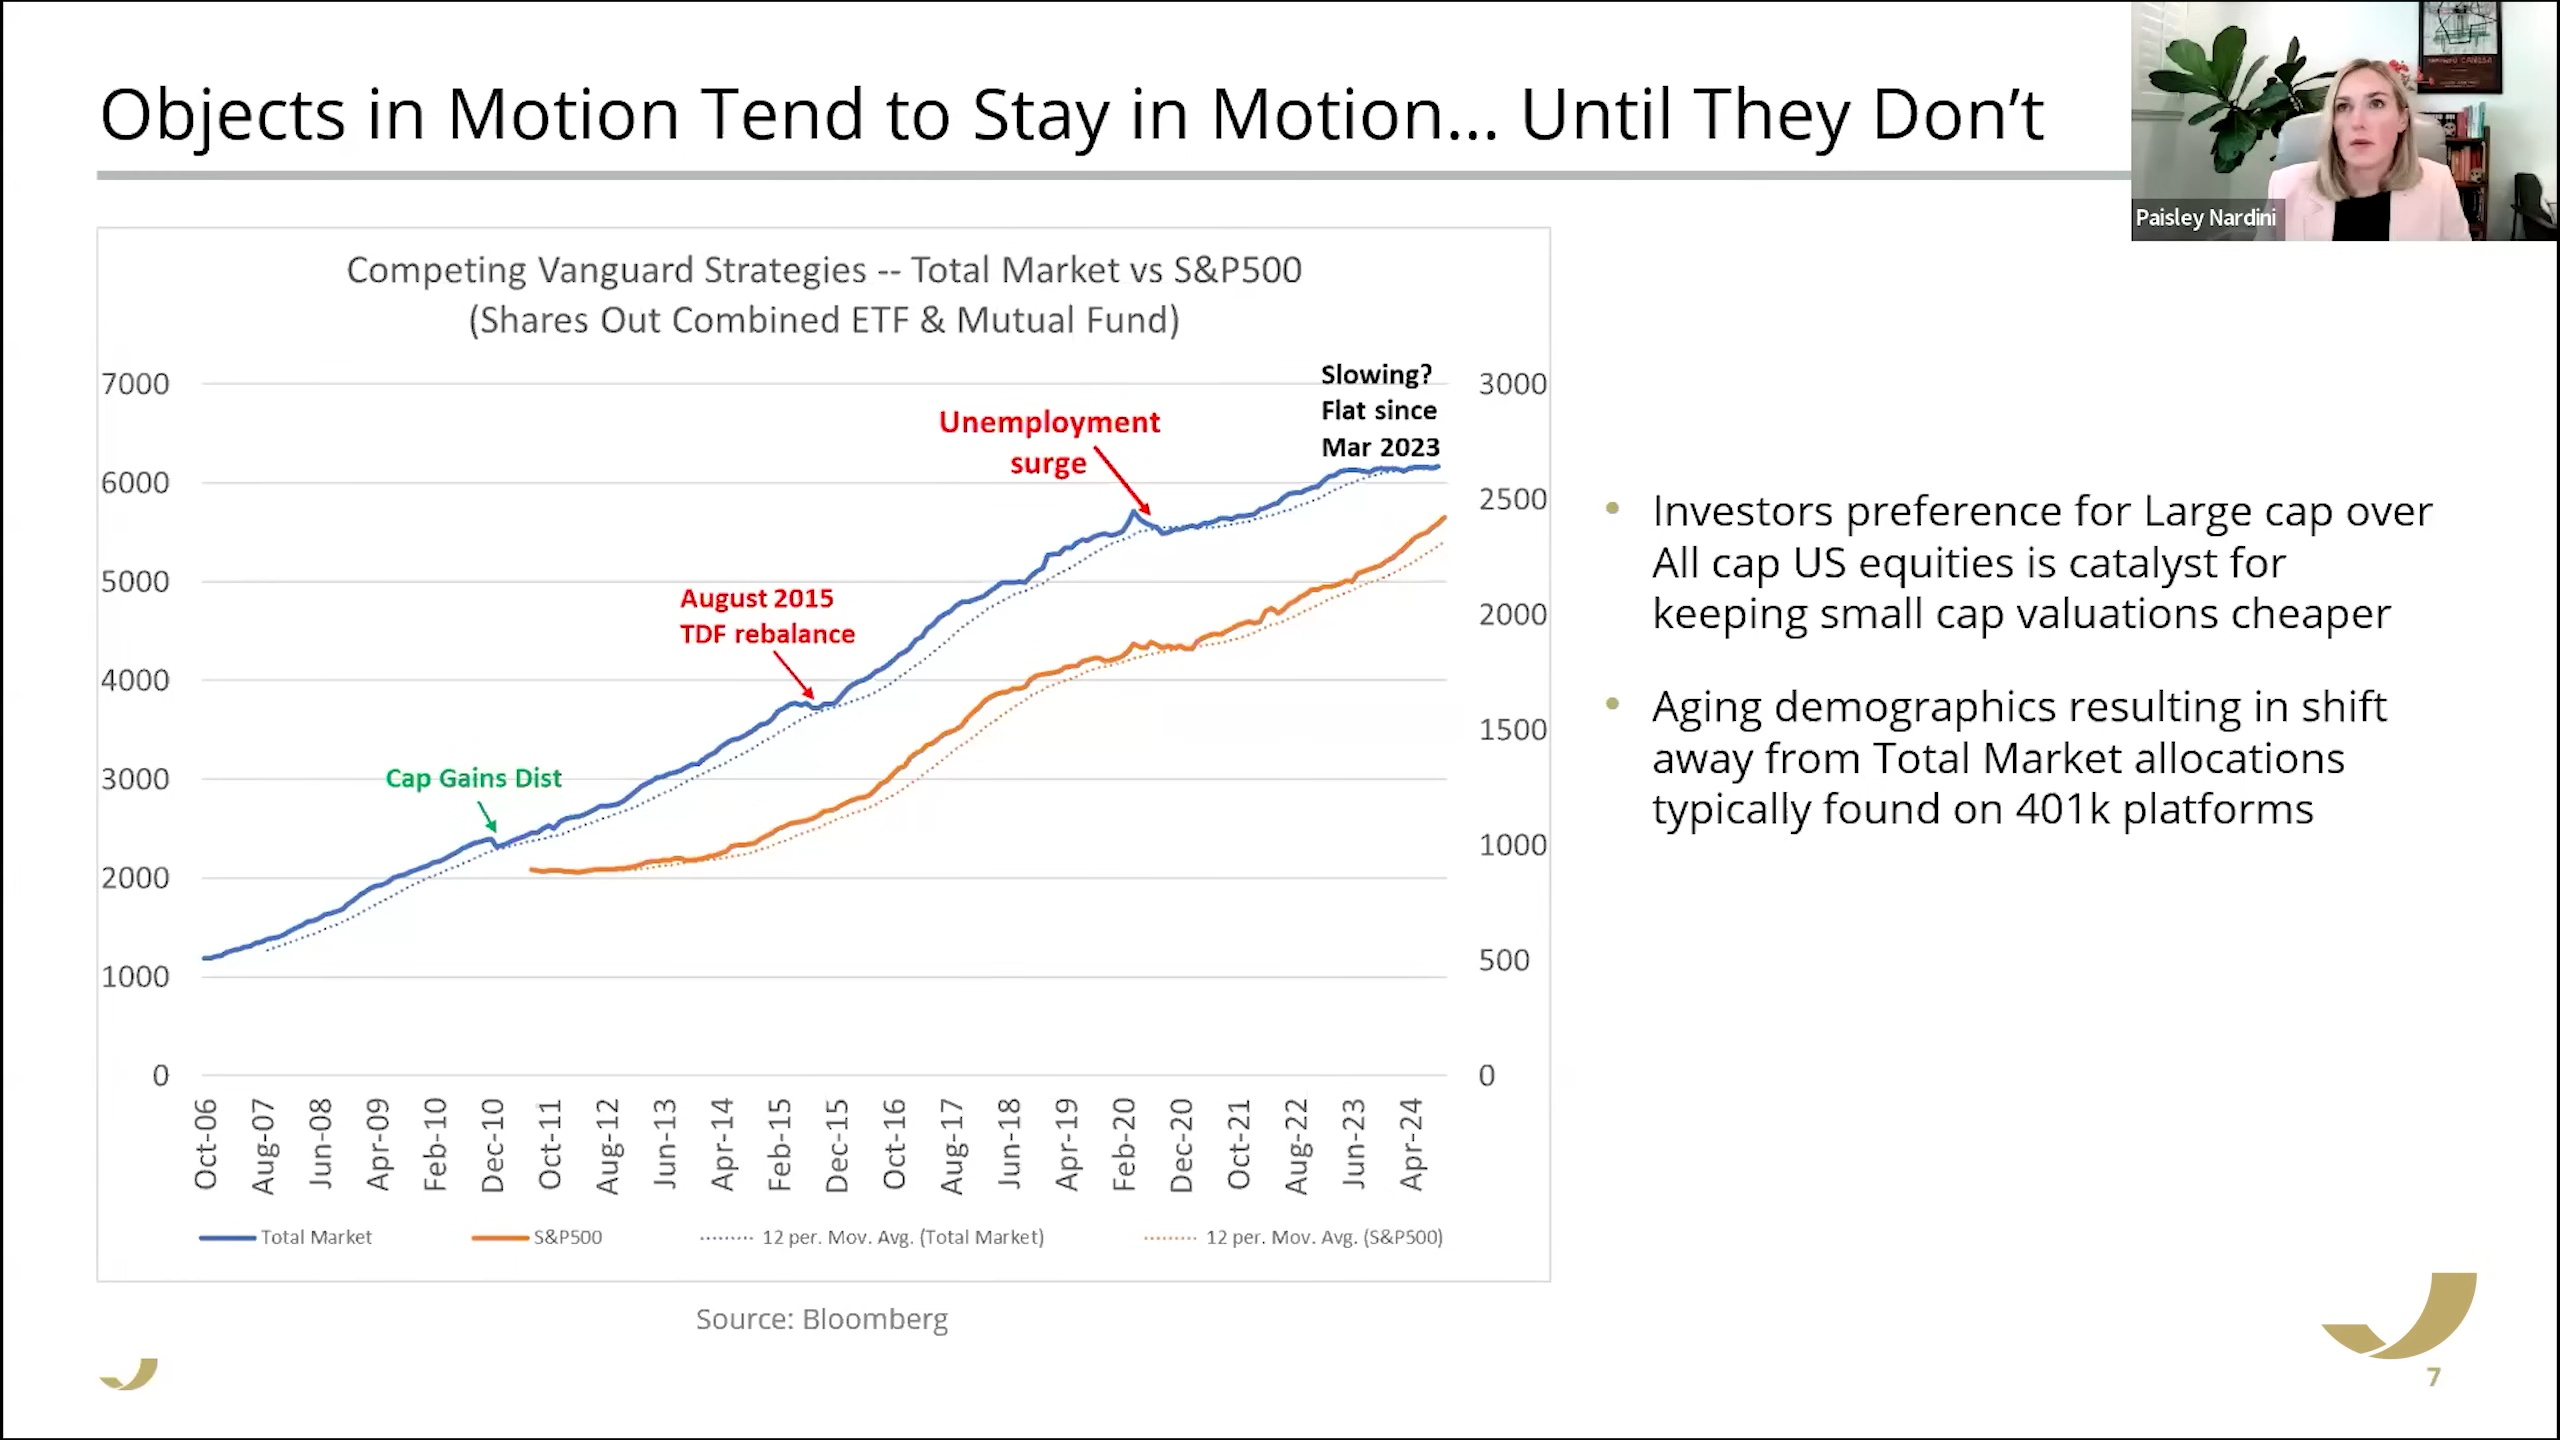 Objects in Motion Tend to Stay in Motion... Until They Don't
Paisley Nardini
Competing Vanguard Strategies -- Total Market vs S&P500
(Shares Out Combined ETF & Mutual Fund)
7000
6000
5000
4000
3000
2000
1000
0
3000
2500
2000
1500
1000
500
0
Slowing?
Flat since
Mar 2023
Unemployment
surge
August 2015
TDF rebalance
Cap Gains Dist
Oct-06
Aug-07
Jun-08
Apr-09
Feb-10
Dec-10
Oct-11
Aug-12
Jun-13
Apr-14
Feb-15
Dec-15
Oct-16
Aug-17
Jun-18
Apr-19
Feb-20
Dec-20
Oct-21
Aug-22
Jun-23
Apr-24
Total Market
S&P500
12 per. Mov. Avg. (Total Market)
12 per. Mov. Avg. (S&P500)
Source: Bloomberg
• Investors preference for Large cap over
All cap US equities is catalyst for
keeping small cap valuations cheaper
• Aging demographics resulting in shift
away from Total Market allocations
typically found on 401k platforms
7